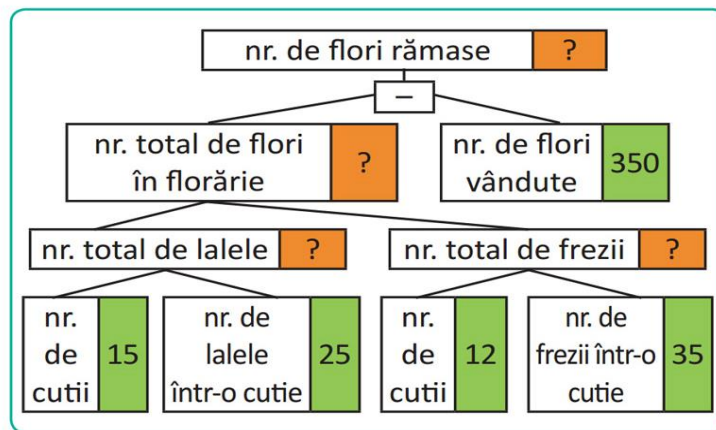 nr. de flori rămase ?
–
nr. total de flori
în florărie
?
nr. de flori
vândute
350
nr. total de lalele ?
nr. total de frezii ?
nr.
de
cutii
15
nr. de
lalele
într-o cutie
25
nr.
de
cutii
12
nr. de
frezii într-o
cutie
35